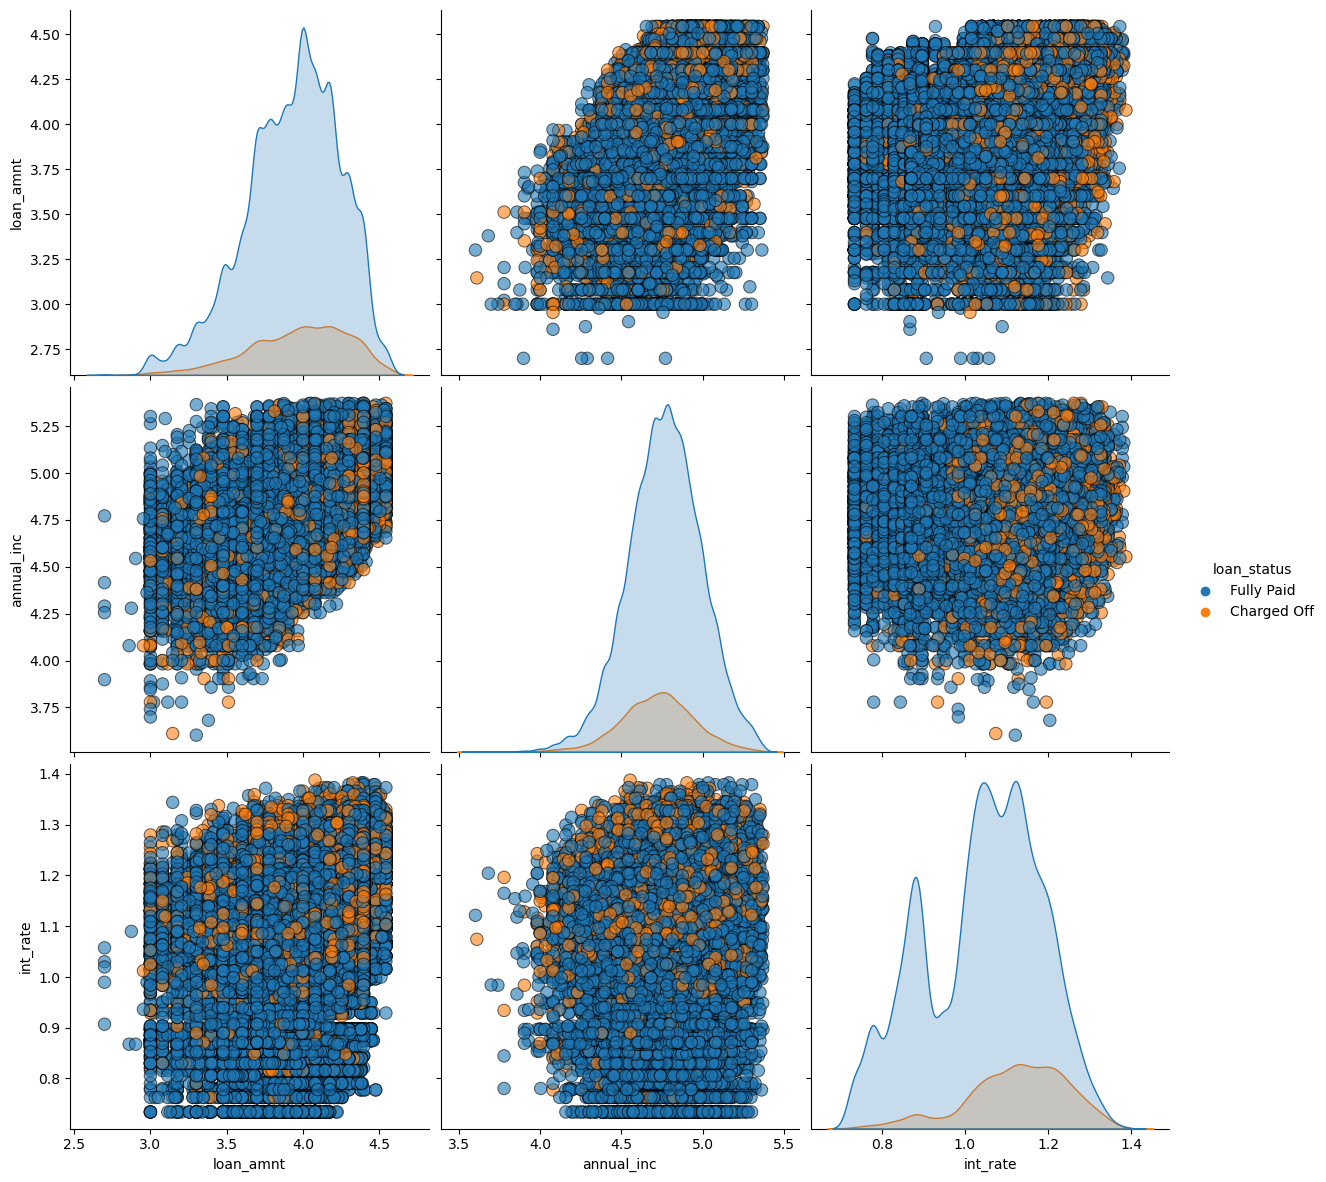 4.50
4.25
4.00
3.75
3.50
3.25
3.00
2.75
loan_amnt
5.25
5.00
4.75
4.50
4.25
4.00
3.75
annual_inc
loan_status
Fully Paid
Charged Off
1.4
1.3
1.2
1.1
1.0
0.9
0.8
int_rate
2.5 3.0 3.5 4.0 4.5
3.5 4.0 4.5 5.0 5.5
0.8 1.0 1.2 1.4
loan_amnt
annual_inc
int_rate